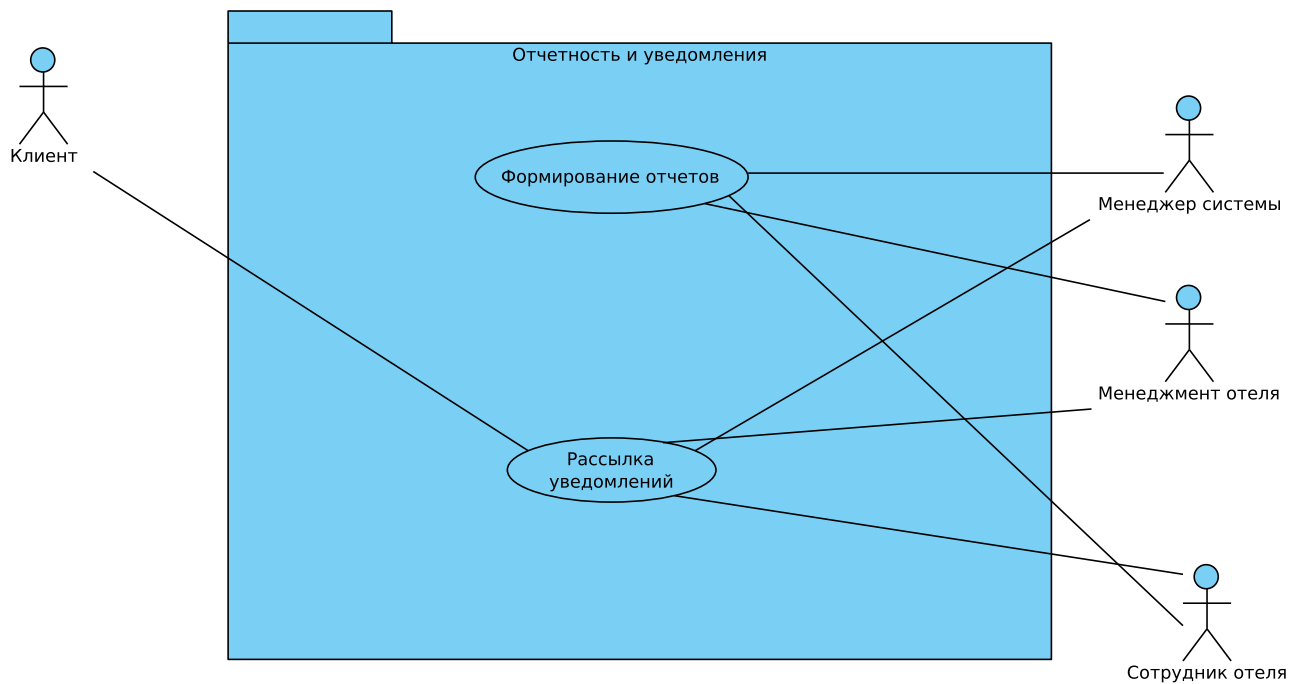 Отчетность и уведомления
Клиент
Формирование отчетов
Менеджер системы
Менеджмент отеля
Рассылка
уведомлений
Сотрудник отеля